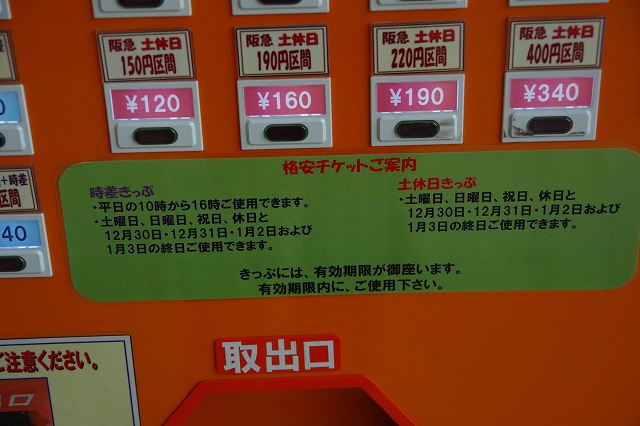 阪急 土休日 阪急 土休日 阪急 土休日 阪急 土休日
150円区間 190円区間 220円区間 400円区間
¥120 ¥160 ¥190 ¥340
+時差
区間
40
格安チケットご案内
時差きっぷ
・平日の10時から16時ご使用できます。
・土曜日、日曜日、祝日、休日と
12月30日・12月31日・1月2日および
1月3日の終日ご使用できます。
土休日きっぷ
・土曜日、日曜日、祝日、休日と
12月30日・12月31日・1月2日および
1月3日の終日ご使用できます。
きっぷには、有効期限が御座います。
有効期限内に、ご使用下さい。
取出口
ご注意ください。
出口